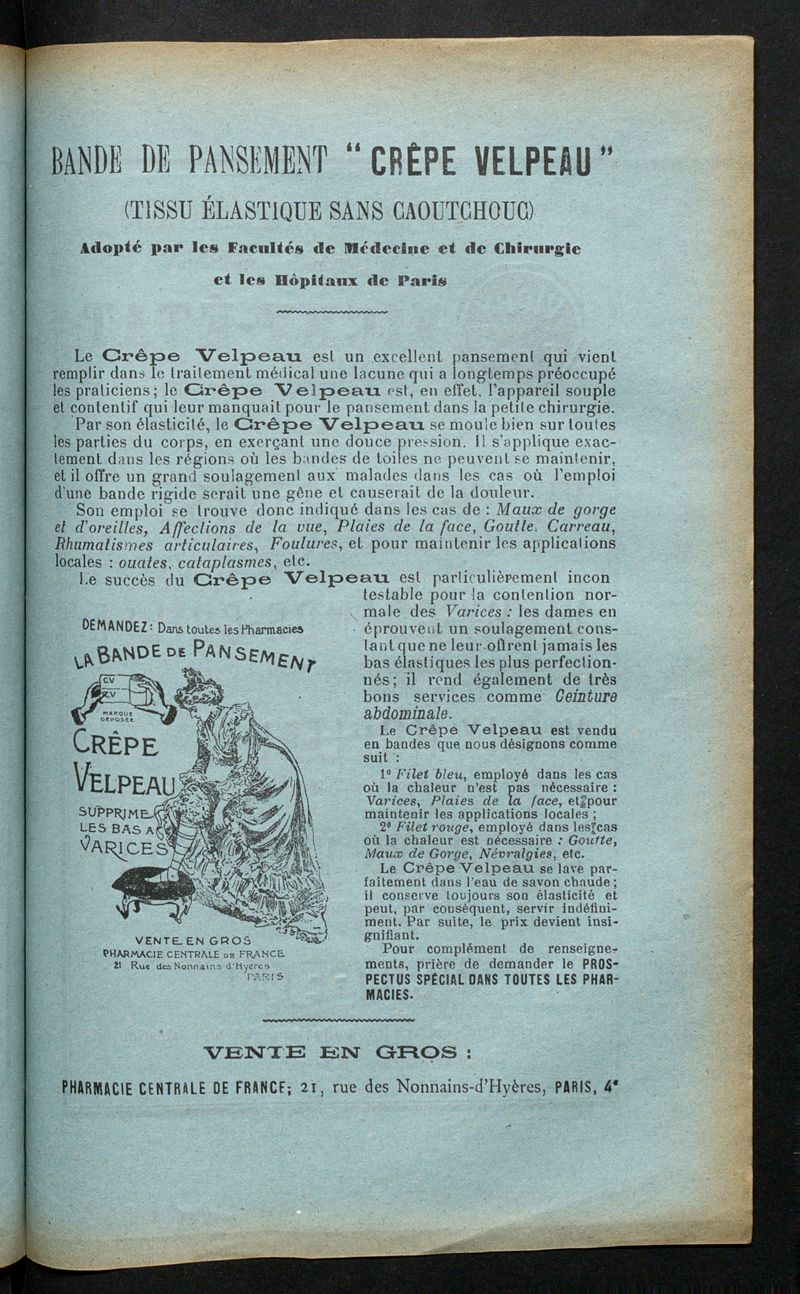 BANDE DE PANSEMENT "CRÊPE VELPEAU"
(TISSU ÉLASTIQUE SANS CAOUTCHOUC)
Adopté par les Facultés de Médecine et de Chirurgie
et les Hôpitaux de Paris
Le Crêpe Velpeau est un excellent pansement qui vient
remplir dans le traitement médical une lacune qui a longtemps préoccupé
les praticiens; le Crêpe Velpeau est, en effet, l'appareil souple
et contentif qui leur manquait pour le pansement dans la petite chirurgie.
Par son élasticité, le Crêpe Velpeau se moule bien sur toutes
les parties du corps, en exerçant une douce pression. Il s'applique exac-
tement dans les régions où les bandes de toiles ne peuvent se maintenir,
et il offre un grand soulagement aux malades dans les cas où l'emploi
d'une bande rigide serait une gêne et causerait de la douleur.
Son emploi se trouve donc indiqué dans les cas de : Maux de gorge
et d'oreilles, Affections de la vue, Plaies de la face, Goutte, Carreau,
Rhumatismes articulaires, Foulures, et pour maintenir les applications
locales : ouates, cataplasmes, etc.
Le succès du Crêpe Velpeau est particulièrement incon
testable pour la contention nor-
male des Varices : les dames en
éprouvent un soulagement cons-
tant que ne leur offrent jamais les
bas élastiques les plus perfection-
nés; il rend également de très
bons services comme Ceinture
abdominale.
Le Crêpe Velpeau est vendu
en bandes que nous désignons comme
suit :
1º Filet bleu, employé dans les cas
où la chaleur n'est pas nécessaire :
Varices, Plaies de la face, et pour
maintenir les applications locales ;
2º Filet rouge, employé dans les cas
où la chaleur est nécessaire : Goutte,
Maux de Gorge, Névralgies, etc.
Le Crêpe Velpeau se lave par-
faitement dans l'eau de savon chaude;
il conserve toujours son élasticité et
peut, par conséquent, servir indéfini-
ment. Par suite, le prix devient insi-
gnifiant.
Pour complément de renseigne-
ments, prière de demander le PROS-
PECTUS SPÉCIAL DANS TOUTES LES PHAR-
MACIES.
DEMANDEZ: Dans toutes les Pharmacies
LA BANDE DE PANSEMENT
C.V
C.V
MARQUE
DÉPOSÉE
CRÊPE
VELPEAU
SUPPRIME
LES BAS A
VARICES
VENTE EN GROS
PHARMACIE CENTRALE DE FRANCE
21 Rue des Nonnains d'Hyères
PARIS
VENTE EN GROS :
PHARMACIE CENTRALE DE FRANCE; 21, rue des Nonnains-d'Hyères, PARIS, 4e